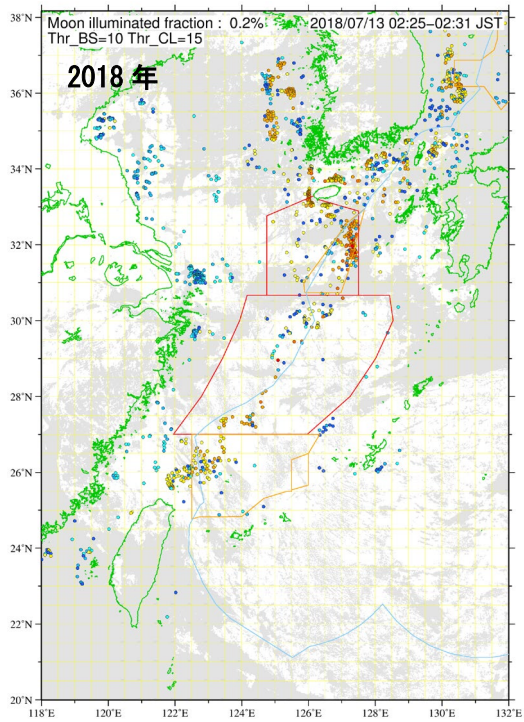 Moon illuminated fraction : 0.2% 2018/07/13 02:25-02:31 JST
Thr_BS=10 Thr_CL=15
2018 年
38°N
36°N
34°N
32°N
30°N
28°N
26°N
24°N
22°N
20°N
118°E 120°E 122°E 124°E 126°E 128°E 130°E 132°E